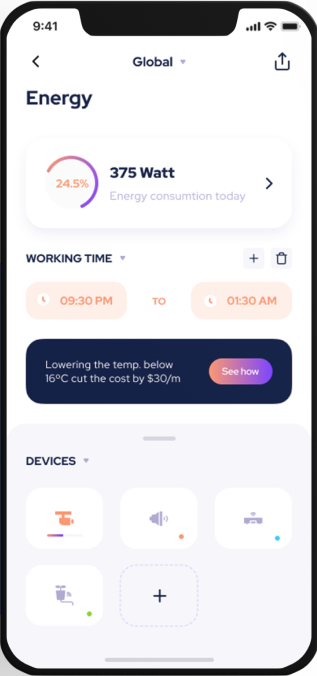 9:41
Global
Energy
24.5%
375 Watt
Energy consumtion today
WORKING TIME
09:30 PM
TO
01:30 AM
Lowering the temp. below
16ºC cut the cost by $30/m
See how
DEVICES